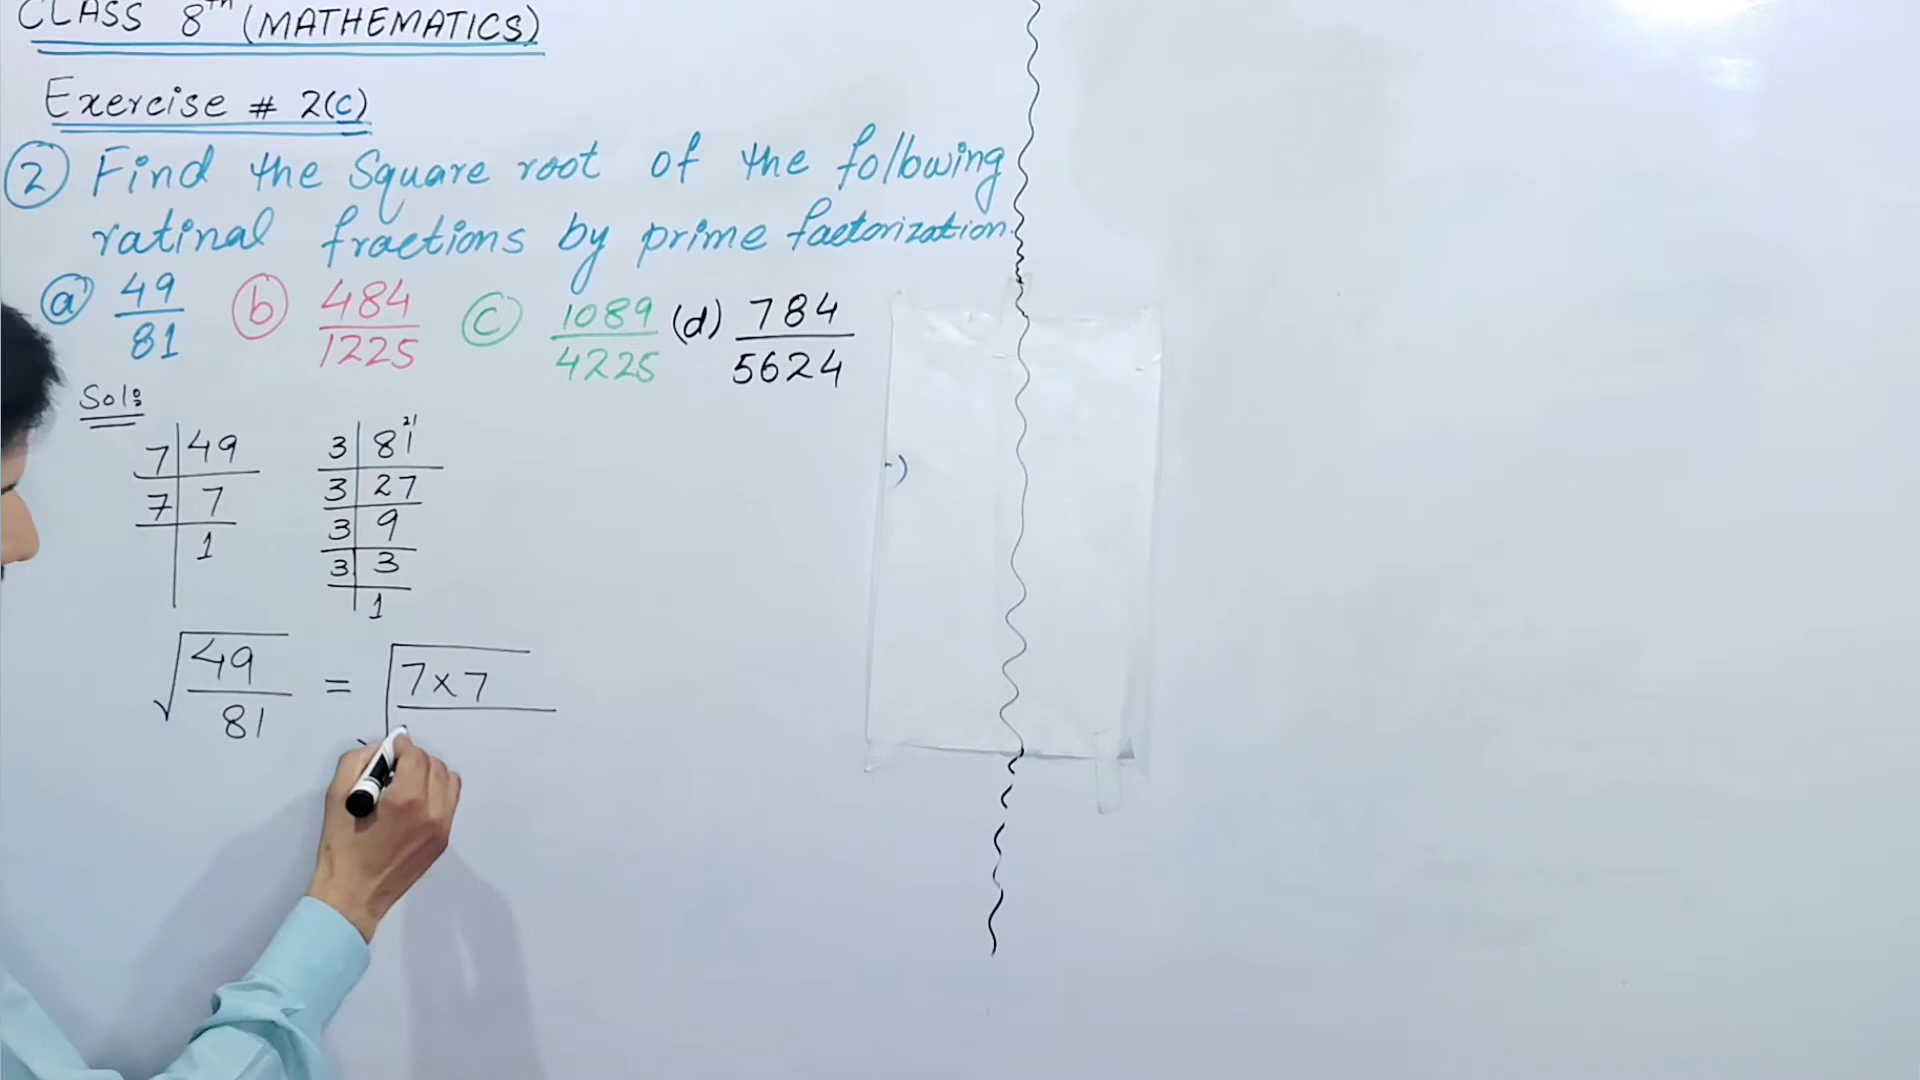 CLASS 8th (MATHEMATICS)
Exercise # 2(c)
② Find the Square root of the following
ratinal fractions by prime factorization.
ⓐ 49/81 ⓑ 484/1225 ⓒ 1089/4225 (d) 784/5624
Sol:
7 | 49
7 | 7
1
3 | 81 21
3 | 27
3 | 9
3 | 3
1
√49/81 = √7×7
-)